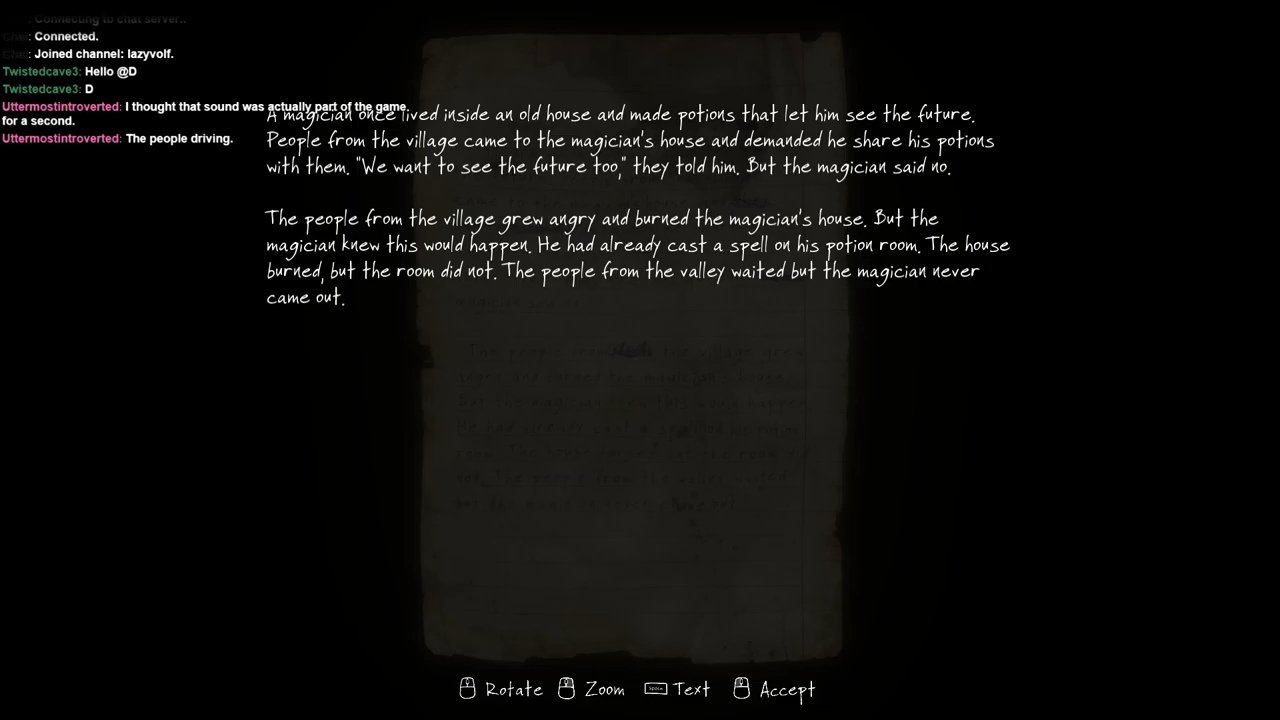 : Connecting to chat server..
: Connected.
: Joined channel: lazyvolf.
Twistedcave3: Hello @D
Twistedcave3: D
Uttermostintroverted: I thought that sound was actually part of the game
for a second.
Uttermostintroverted: The people driving.
A magician once lived inside an old house and made potions that let him see the future.
People from the village came to the magician's house and demanded he share his potions
with them. "We want to see the future too," they told him. But the magician said no.
The people from the village grew angry and burned the magician's house. But the
magician knew this would happen. He had already cast a spell on his potion room. The house
burned, but the room did not. The people from the valley waited but the magician never
came out.
Rotate Zoom Space Text Accept